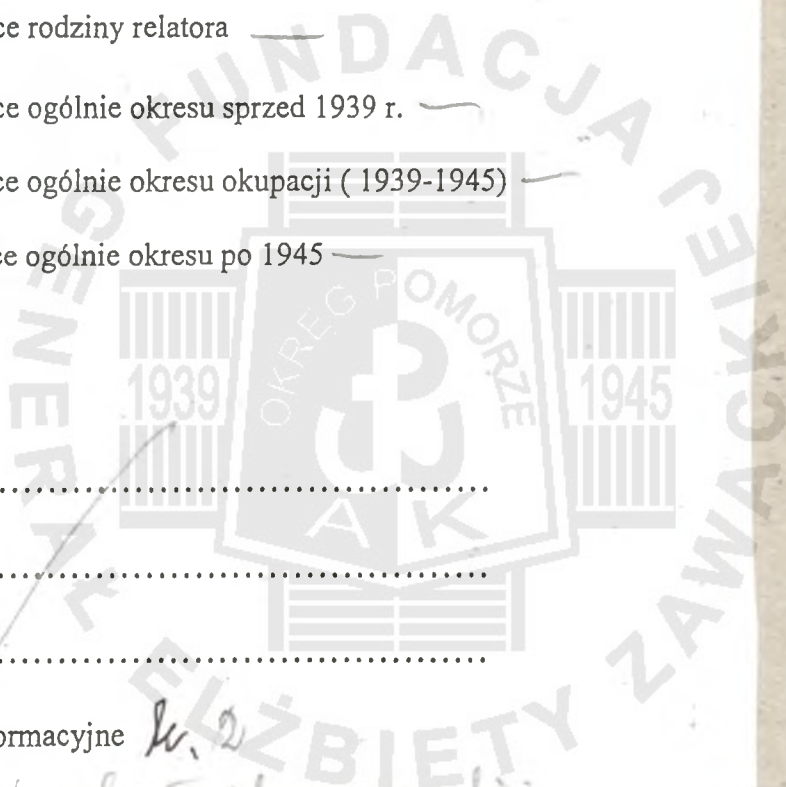 ce rodziny relatora —
ce ogólnie okresu sprzed 1939 r. —
ce ogólnie okresu okupacji ( 1939-1945) —
ce ogólnie okresu po 1945 —
FUNDACJA GENERAŁ ELŻBIETY ZAWACKIEJ
OKRĘG POMORZE
1939
1945
AK
......................................................
......................................................
......................................................
ormacyjne k. 2